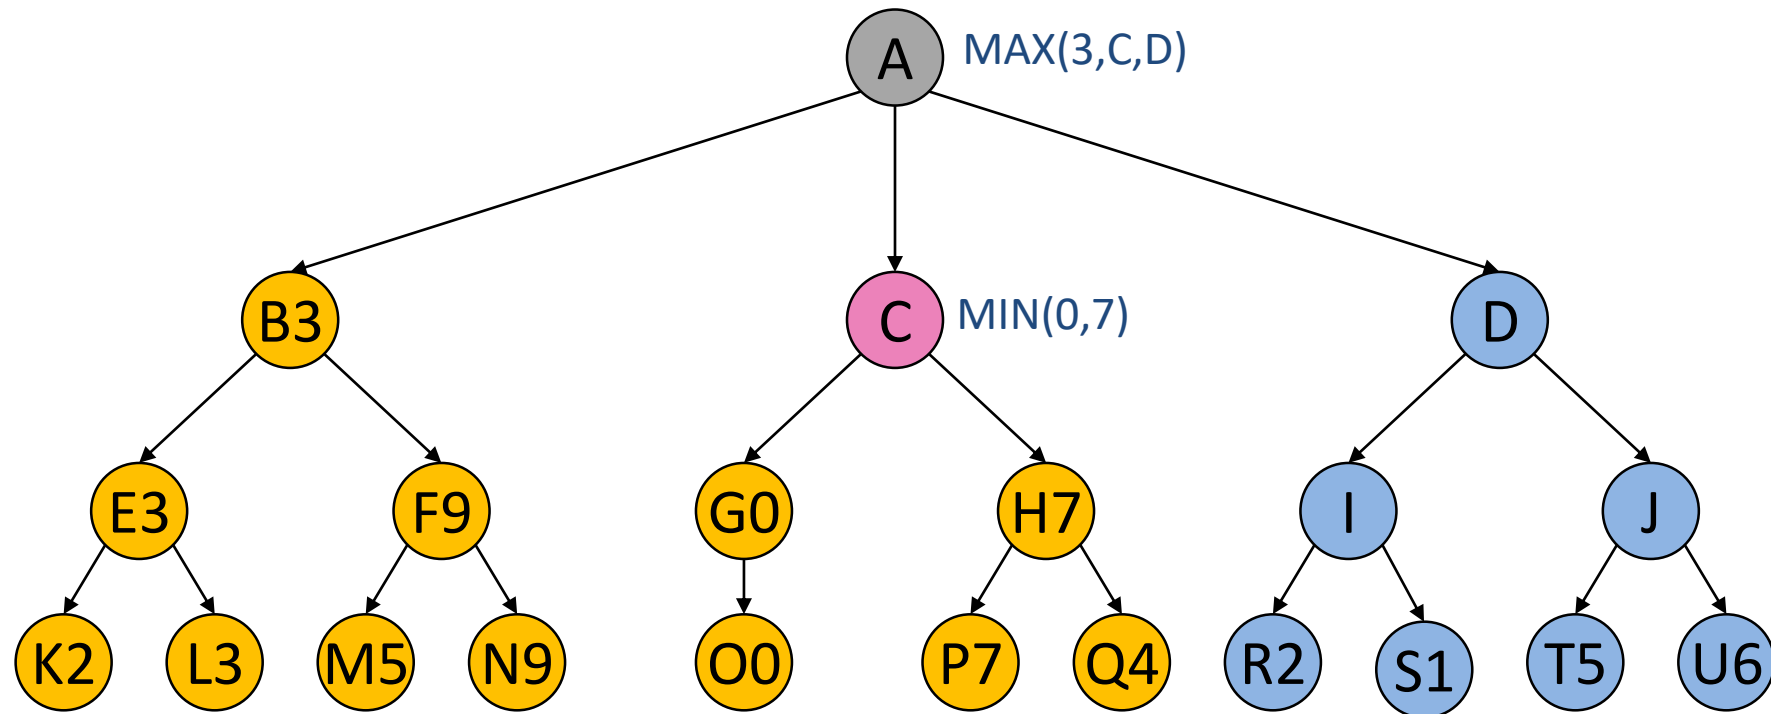 A MAX(3,C,D)
B3 C MIN(0,7) D
E3 F9 G0 H7 I J
K2 L3 M5 N9 O0 P7 Q4 R2 S1 T5 U6